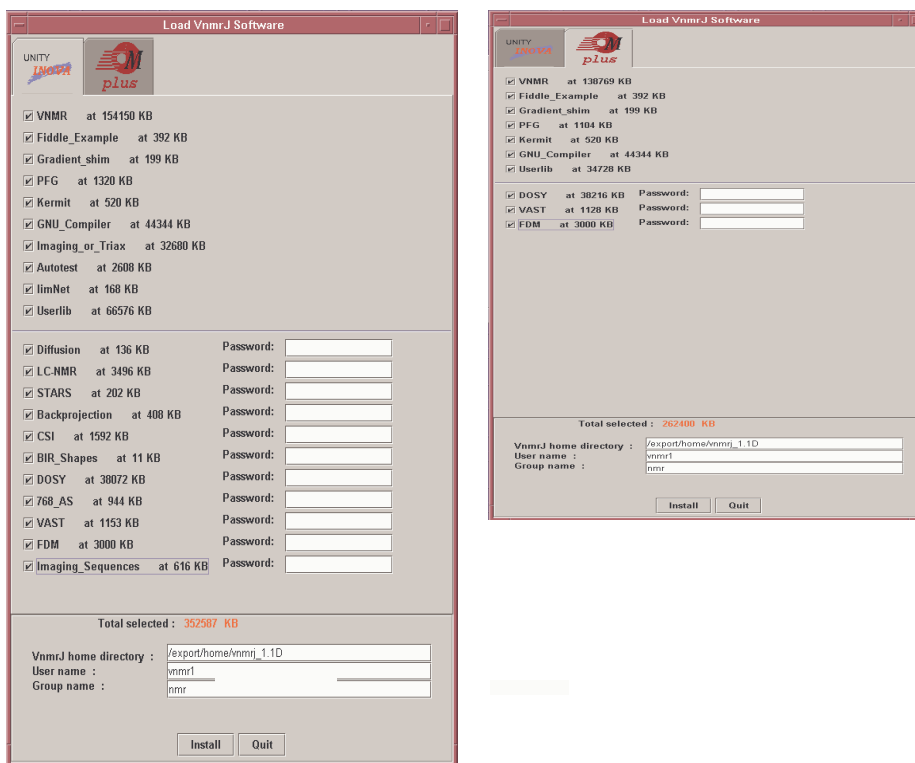 Load VnmrJ Software
UNITY
INOVA
M
plus
VNMR at 154150 KB
Fiddle_Example at 392 KB
Gradient_shim at 199 KB
PFG at 1320 KB
Kermit at 520 KB
GNU_Compiler at 44344 KB
Imaging_or_Triax at 32680 KB
Autotest at 2608 KB
limNet at 168 KB
Userlib at 66576 KB
Diffusion at 136 KB Password:
LC-NMR at 3496 KB Password:
STARS at 202 KB Password:
Backprojection at 408 KB Password:
CSI at 1592 KB Password:
BIR_Shapes at 11 KB Password:
DOSY at 38072 KB Password:
768_AS at 944 KB Password:
VAST at 1153 KB Password:
FDM at 3000 KB Password:
Imaging_Sequences at 616 KB Password:
Total selected : 352587 KB
VnmrJ home directory : /export/home/vnmrj_1.1D
User name : vnmr1
Group name : nmr
Install Quit
Load VnmrJ Software
UNITY
INOVA
M
plus
VNMR at 138769 KB
Fiddle_Example at 392 KB
Gradient_shim at 199 KB
PFG at 1104 KB
Kermit at 520 KB
GNU_Compiler at 44344 KB
Userlib at 34728 KB
DOSY at 38216 KB Password:
VAST at 1128 KB Password:
FDM at 3000 KB Password:
Total selected : 262400 KB
VnmrJ home directory : /export/home/vnmrj_1.1D
User name : vnmr1
Group name : nmr
Install Quit